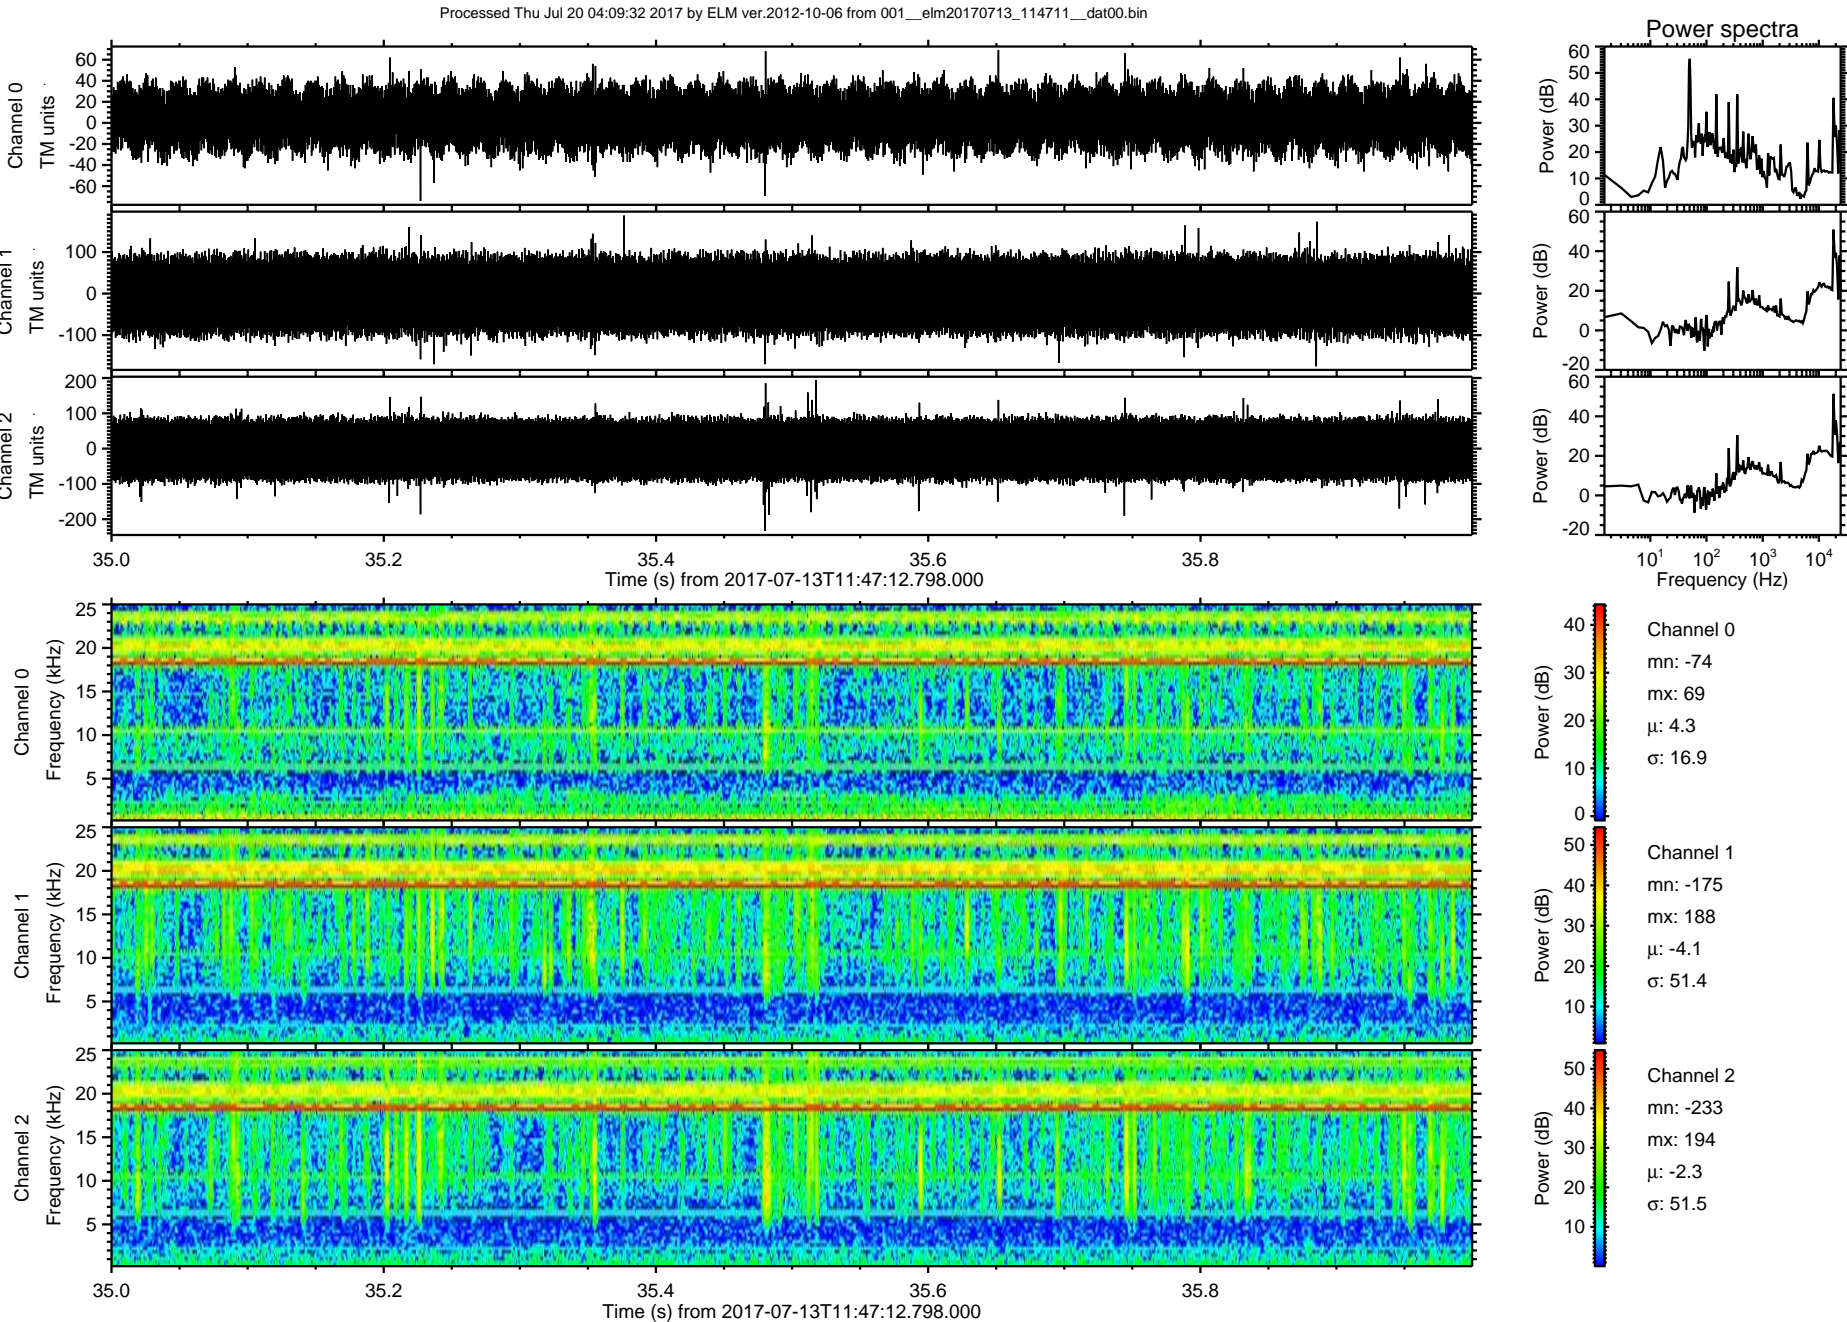 Processed Thu Jul 20 04:09:32 2017 by ELM ver.2012-10-06 from 001__elm20170713_114711__dat00.bin
Power spectra
Channel 0
TM units
60
40
20
0
-20
-40
-60
Power (dB)
60
50
40
30
20
10
0
Channel 1
TM units
100
0
-100
Power (dB)
60
40
20
0
-20
Channel 2
TM units
200
100
0
-100
-200
Power (dB)
60
40
20
0
-20
35.0 35.2 35.4 35.6 35.8
Time (s) from 2017-07-13T11:47:12.798.000
10^1 10^2 10^3 10^4
Frequency (Hz)
Channel 0
Frequency (kHz)
25
20
15
10
5
Power (dB)
40
30
20
10
0
Channel 0
mn: -74
mx: 69
μ: 4.3
σ: 16.9
Channel 1
Frequency (kHz)
25
20
15
10
5
Power (dB)
50
40
30
20
10
Channel 1
mn: -175
mx: 188
μ: -4.1
σ: 51.4
Channel 2
Frequency (kHz)
25
20
15
10
5
Power (dB)
50
40
30
20
10
Channel 2
mn: -233
mx: 194
μ: -2.3
σ: 51.5
35.0 35.2 35.4 35.6 35.8
Time (s) from 2017-07-13T11:47:12.798.000